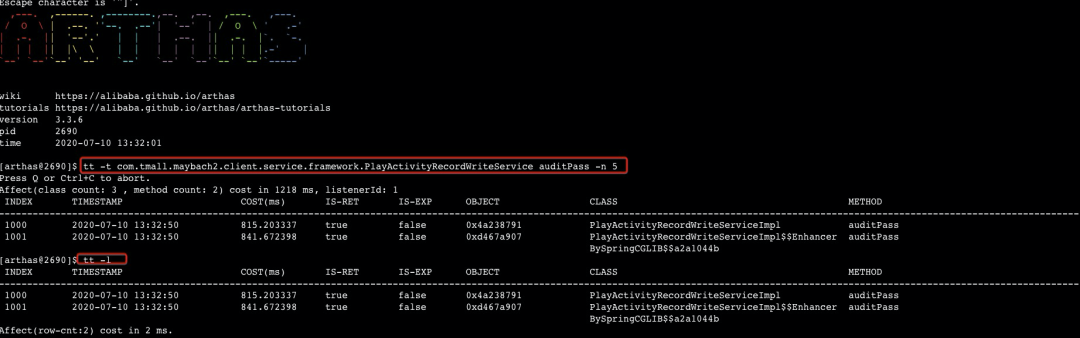 Escape character is '^]'.
wiki https://alibaba.github.io/arthas
tutorials https://alibaba.github.io/arthas/arthas-tutorials
version 3.3.6
pid 2690
time 2020-07-10 13:32:01
[arthas@2690]$ tt -t com.tmall.maybach2.client.service.framework.PlayActivityRecordWriteService auditPass -n 5
Press Q or Ctrl+C to abort.
Affect(class count: 3 , method count: 2) cost in 1218 ms, listenerId: 1
INDEX TIMESTAMP COST(ms) IS-RET IS-EXP OBJECT CLASS METHOD
1000 2020-07-10 13:32:50 815.203337 true false 0x4a238791 PlayActivityRecordWriteServiceImpl auditPass
1001 2020-07-10 13:32:50 841.672398 true false 0xd467a907 PlayActivityRecordWriteServiceImpl$$Enhancer auditPass
BySpringCGLIB$$a2a1044b
[arthas@2690]$ tt -l
INDEX TIMESTAMP COST(ms) IS-RET IS-EXP OBJECT CLASS METHOD
1000 2020-07-10 13:32:50 815.203337 true false 0x4a238791 PlayActivityRecordWriteServiceImpl auditPass
1001 2020-07-10 13:32:50 841.672398 true false 0xd467a907 PlayActivityRecordWriteServiceImpl$$Enhancer auditPass
BySpringCGLIB$$a2a1044b
Affect(row-cnt:2) cost in 2 ms.